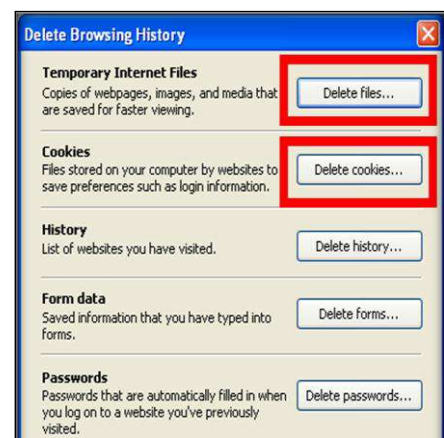 Delete Browsing History
Temporary Internet Files
Copies of webpages, images, and media that
are saved for faster viewing.
Delete files...
Cookies
Files stored on your computer by websites to
save preferences such as login information.
Delete cookies...
History
List of websites you have visited.
Delete history...
Form data
Saved information that you have typed into
forms.
Delete forms...
Passwords
Passwords that are automatically filled in when
you log on to a website you've previously
visited.
Delete passwords...